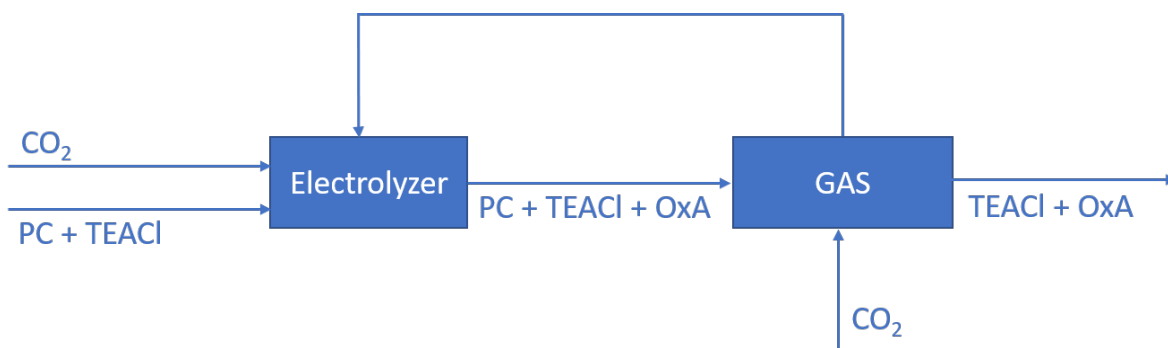 CO₂
PC + TEACl
Electrolyzer
PC + TEACl + OxA
GAS
TEACl + OxA
CO₂